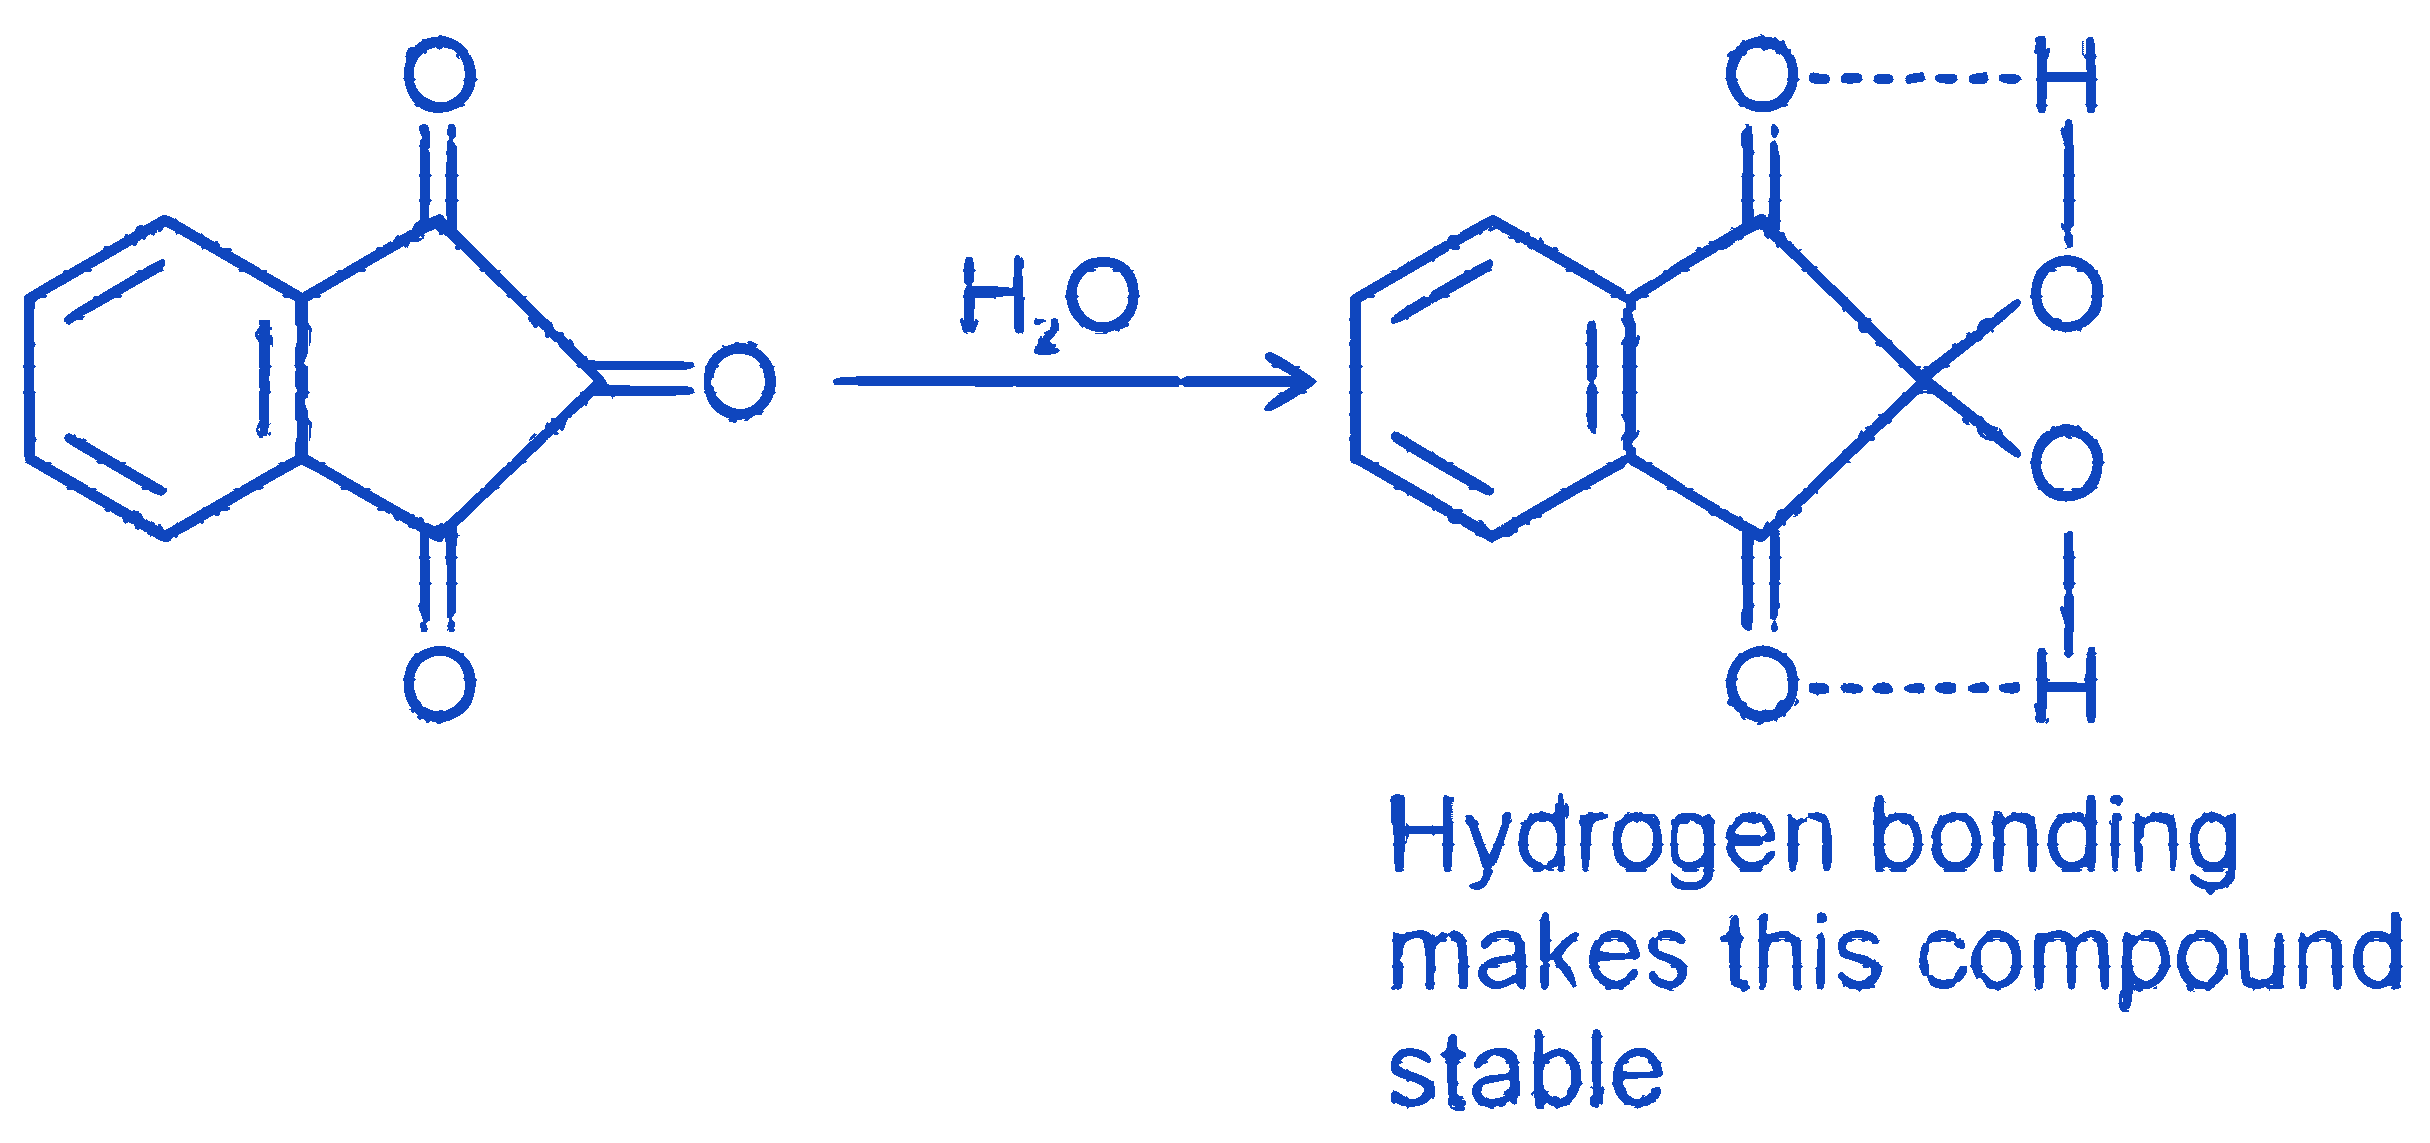 O
O
O
H₂O
O
H
O
O
O
H
Hydrogen bonding
makes this compound
stable